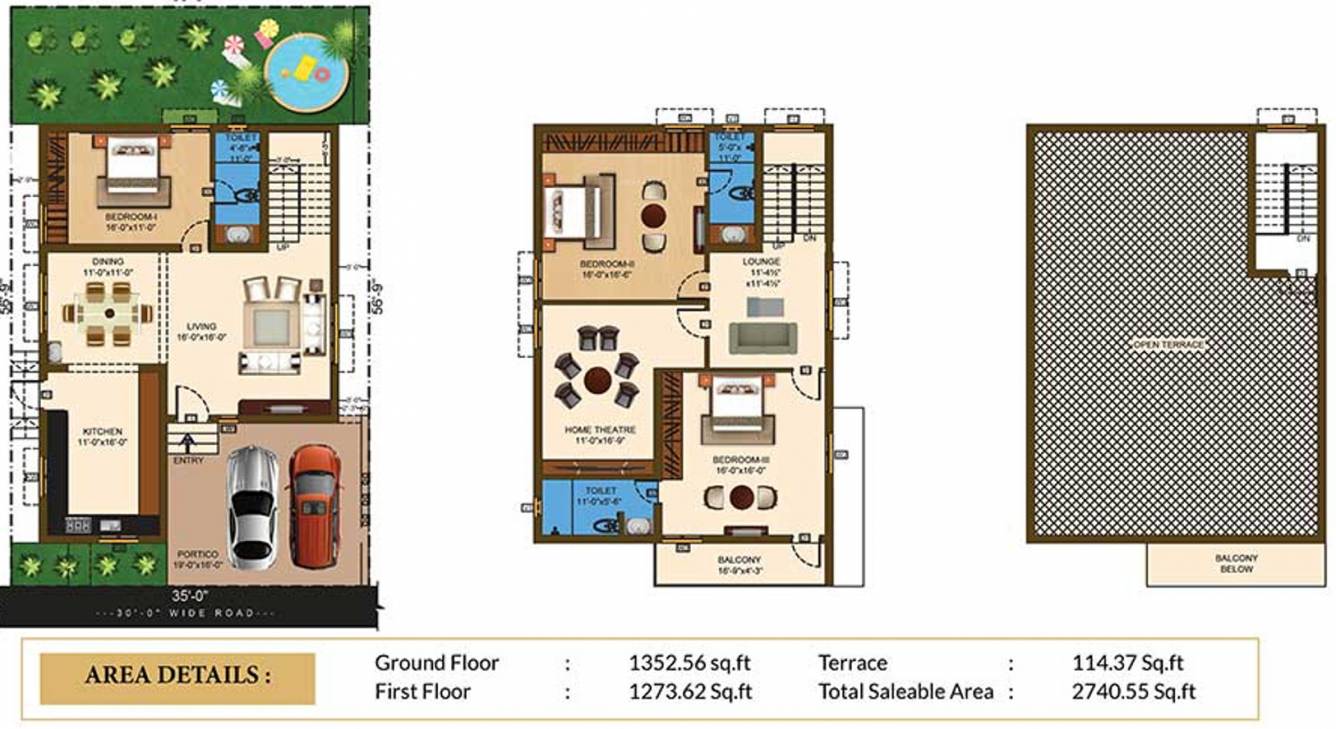 TOILET
4'-6"x
11'-0"
BEDROOM-I
16'-0"x11'-0"
UP
DINING
11'-0"x11'-0"
LIVING
16'-0"x16'-0"
56'-9"
56'-9"
KITCHEN
11'-0"x16'-0"
ENTRY
PORTICO
19'-0"x16'-0"
35'-0"
---30'-0" WIDE ROAD---
TOILET
5'-0"x
11'-0"
BEDROOM-II
16'-0"x16'-6"
UP
DN
LOUNGE
11'-4½"
x11'-4½"
HOME THEATRE
11'-0"x16'-9"
BEDROOM-III
16'-0"x16'-0"
TOILET
11'-0"x5'-6"
BALCONY
16'-9"x4'-3"
DN
OPEN TERRACE
BALCONY
BELOW
AREA DETAILS :
Ground Floor : 1352.56 sq.ft
First Floor : 1273.62 Sq.ft
Terrace : 114.37 Sq.ft
Total Saleable Area : 2740.55 Sq.ft